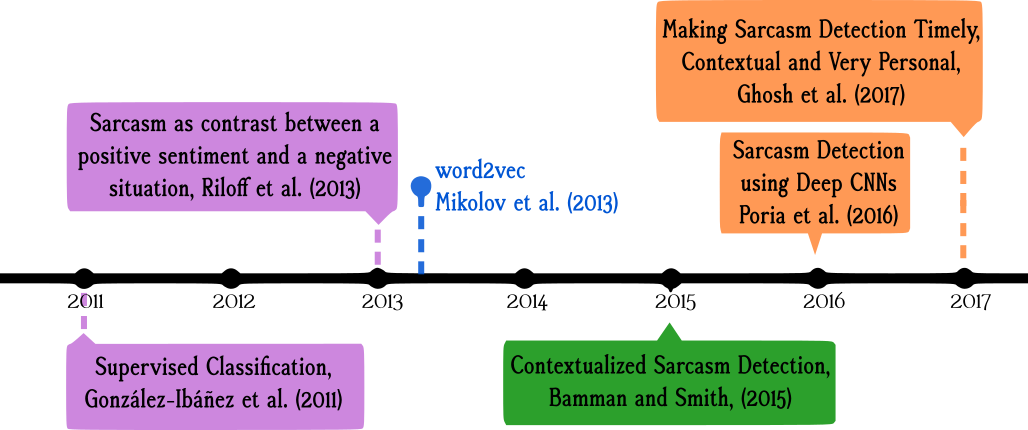 Making Sarcasm Detection Timely,
Contextual and Very Personal,
Ghosh et al. (2017)
Sarcasm as contrast between a
positive sentiment and a negative
situation, Riloff et al. (2013)
word2vec
Mikolov et al. (2013)
Sarcasm Detection
using Deep CNNs
Poria et al. (2016)
2011 2012 2013 2014 2015 2016 2017
Supervised Classification,
González-Ibáñez et al. (2011)
Contextualized Sarcasm Detection,
Bamman and Smith, (2015)